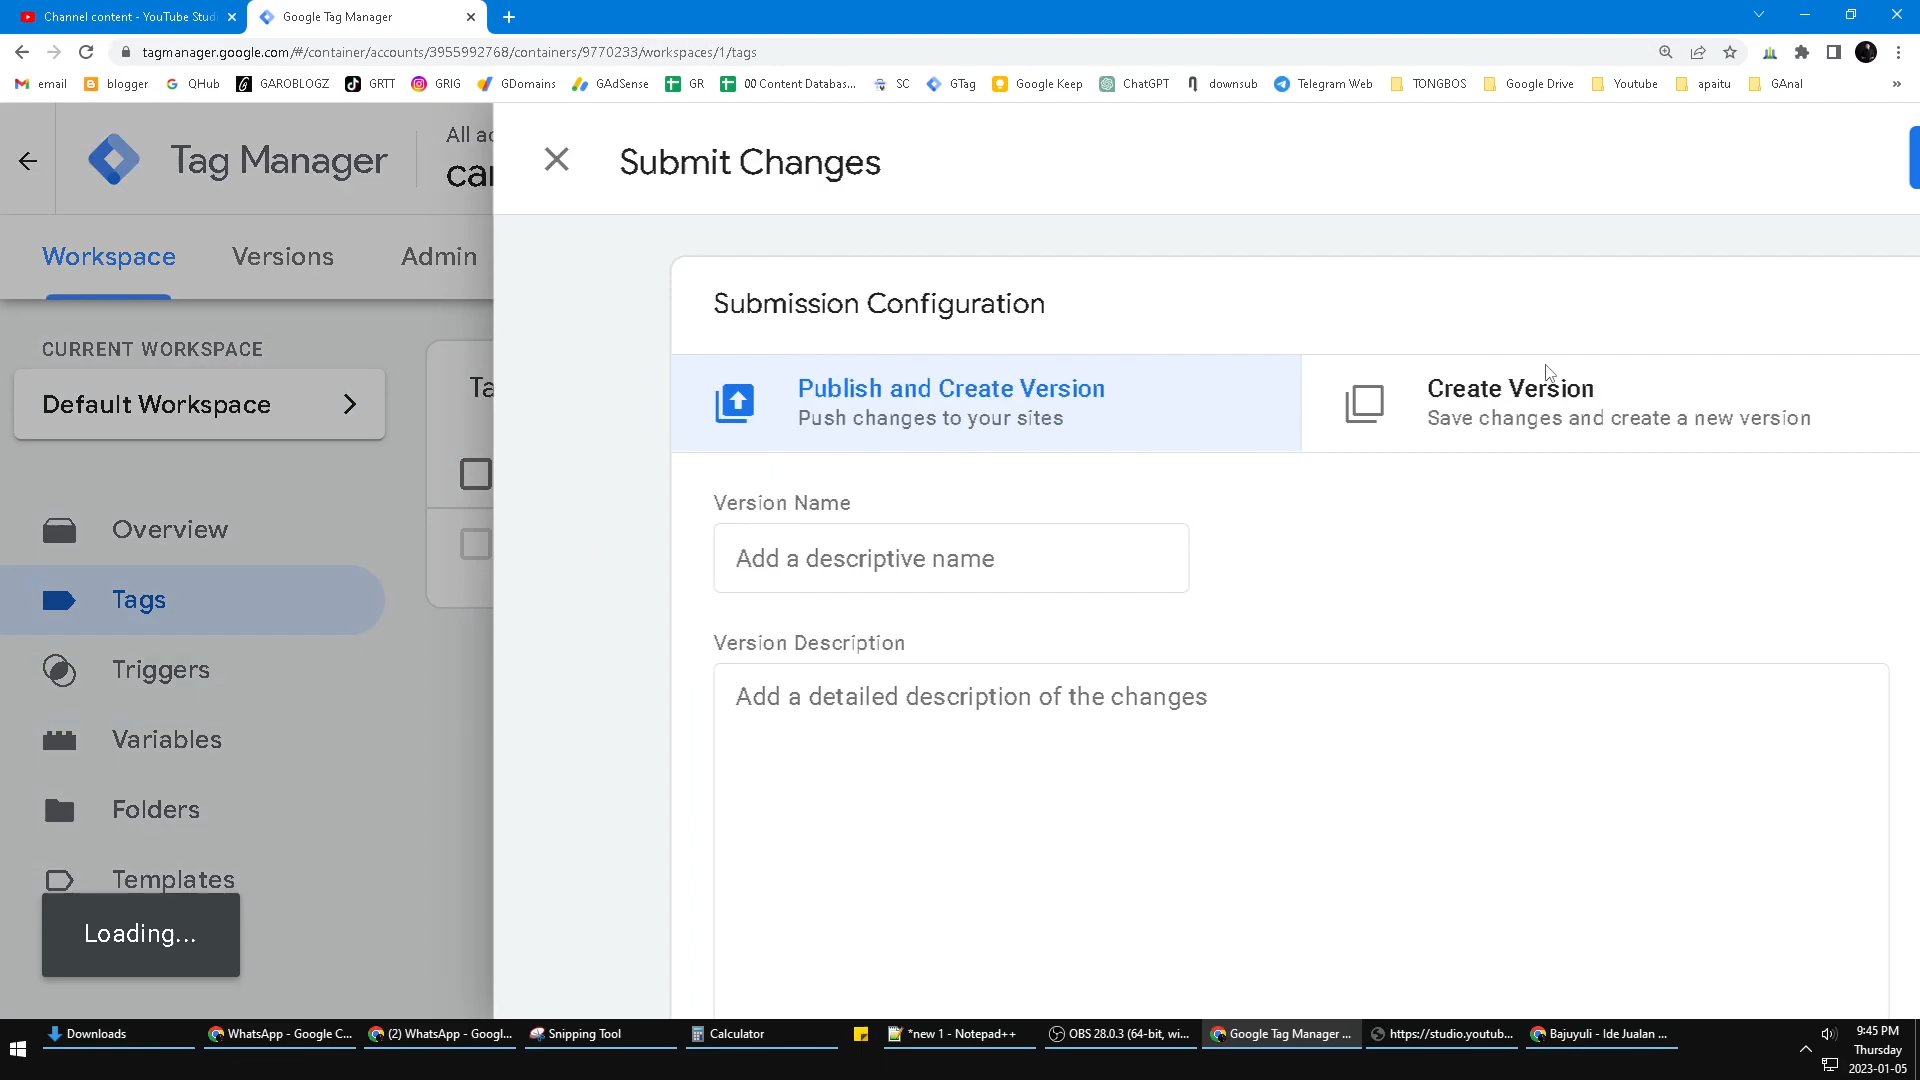 Channel content - YouTube Stud
Google Tag Manager
tagmanager.google.com/#/container/accounts/3955992768/containers/9770233/workspaces/1/tags
email
blogger
QHub
GAROBLOGZ
GRTT
GRIG
GDomains
GAdSense
GR
00 Content Databas...
SC
GTag
Google Keep
ChatGPT
downsub
Telegram Web
TONGBOS
Google Drive
Youtube
apaitu
GAnal
»
Tag Manager
All ac
Submit Changes
Workspace
Versions
Admin
Submission Configuration
CURRENT WORKSPACE
Default Workspace
Publish and Create Version
Push changes to your sites
Create Version
Save changes and create a new version
Version Name
Add a descriptive name
Overview
Tags
Triggers
Variables
Folders
Templates
Version Description
Add a detailed description of the changes
Loading...
Downloads
WhatsApp - Google C...
(2) WhatsApp - Googl...
Snipping Tool
Calculator
*new 1 - Notepad++
OBS 28.0.3 (64-bit, wi...
Google Tag Manager ...
https://studio.youtub...
Bajuyuli - Ide Jualan ...
9:45 PM
Thursday
2023-01-05